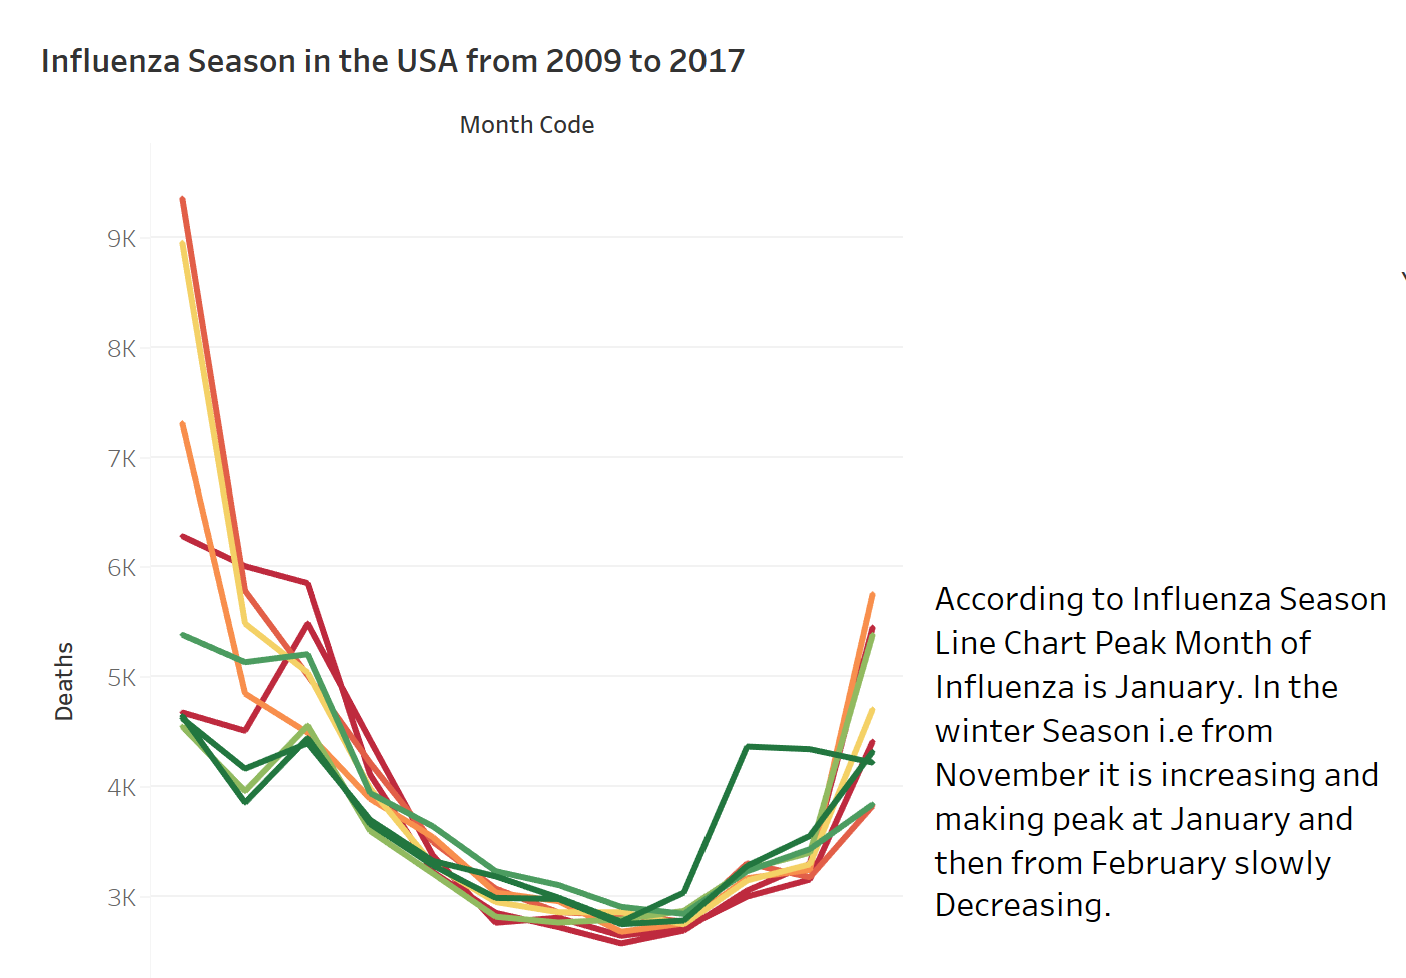 Influenza Season in the USA from 2009 to 2017
Month Code
9K
8K
7K
6K
5K
4K
3K
Deaths
According to Influenza Season
Line Chart Peak Month of
Influenza is January. In the
winter Season i.e from
November it is increasing and
making peak at January and
then from February slowly
Decreasing.